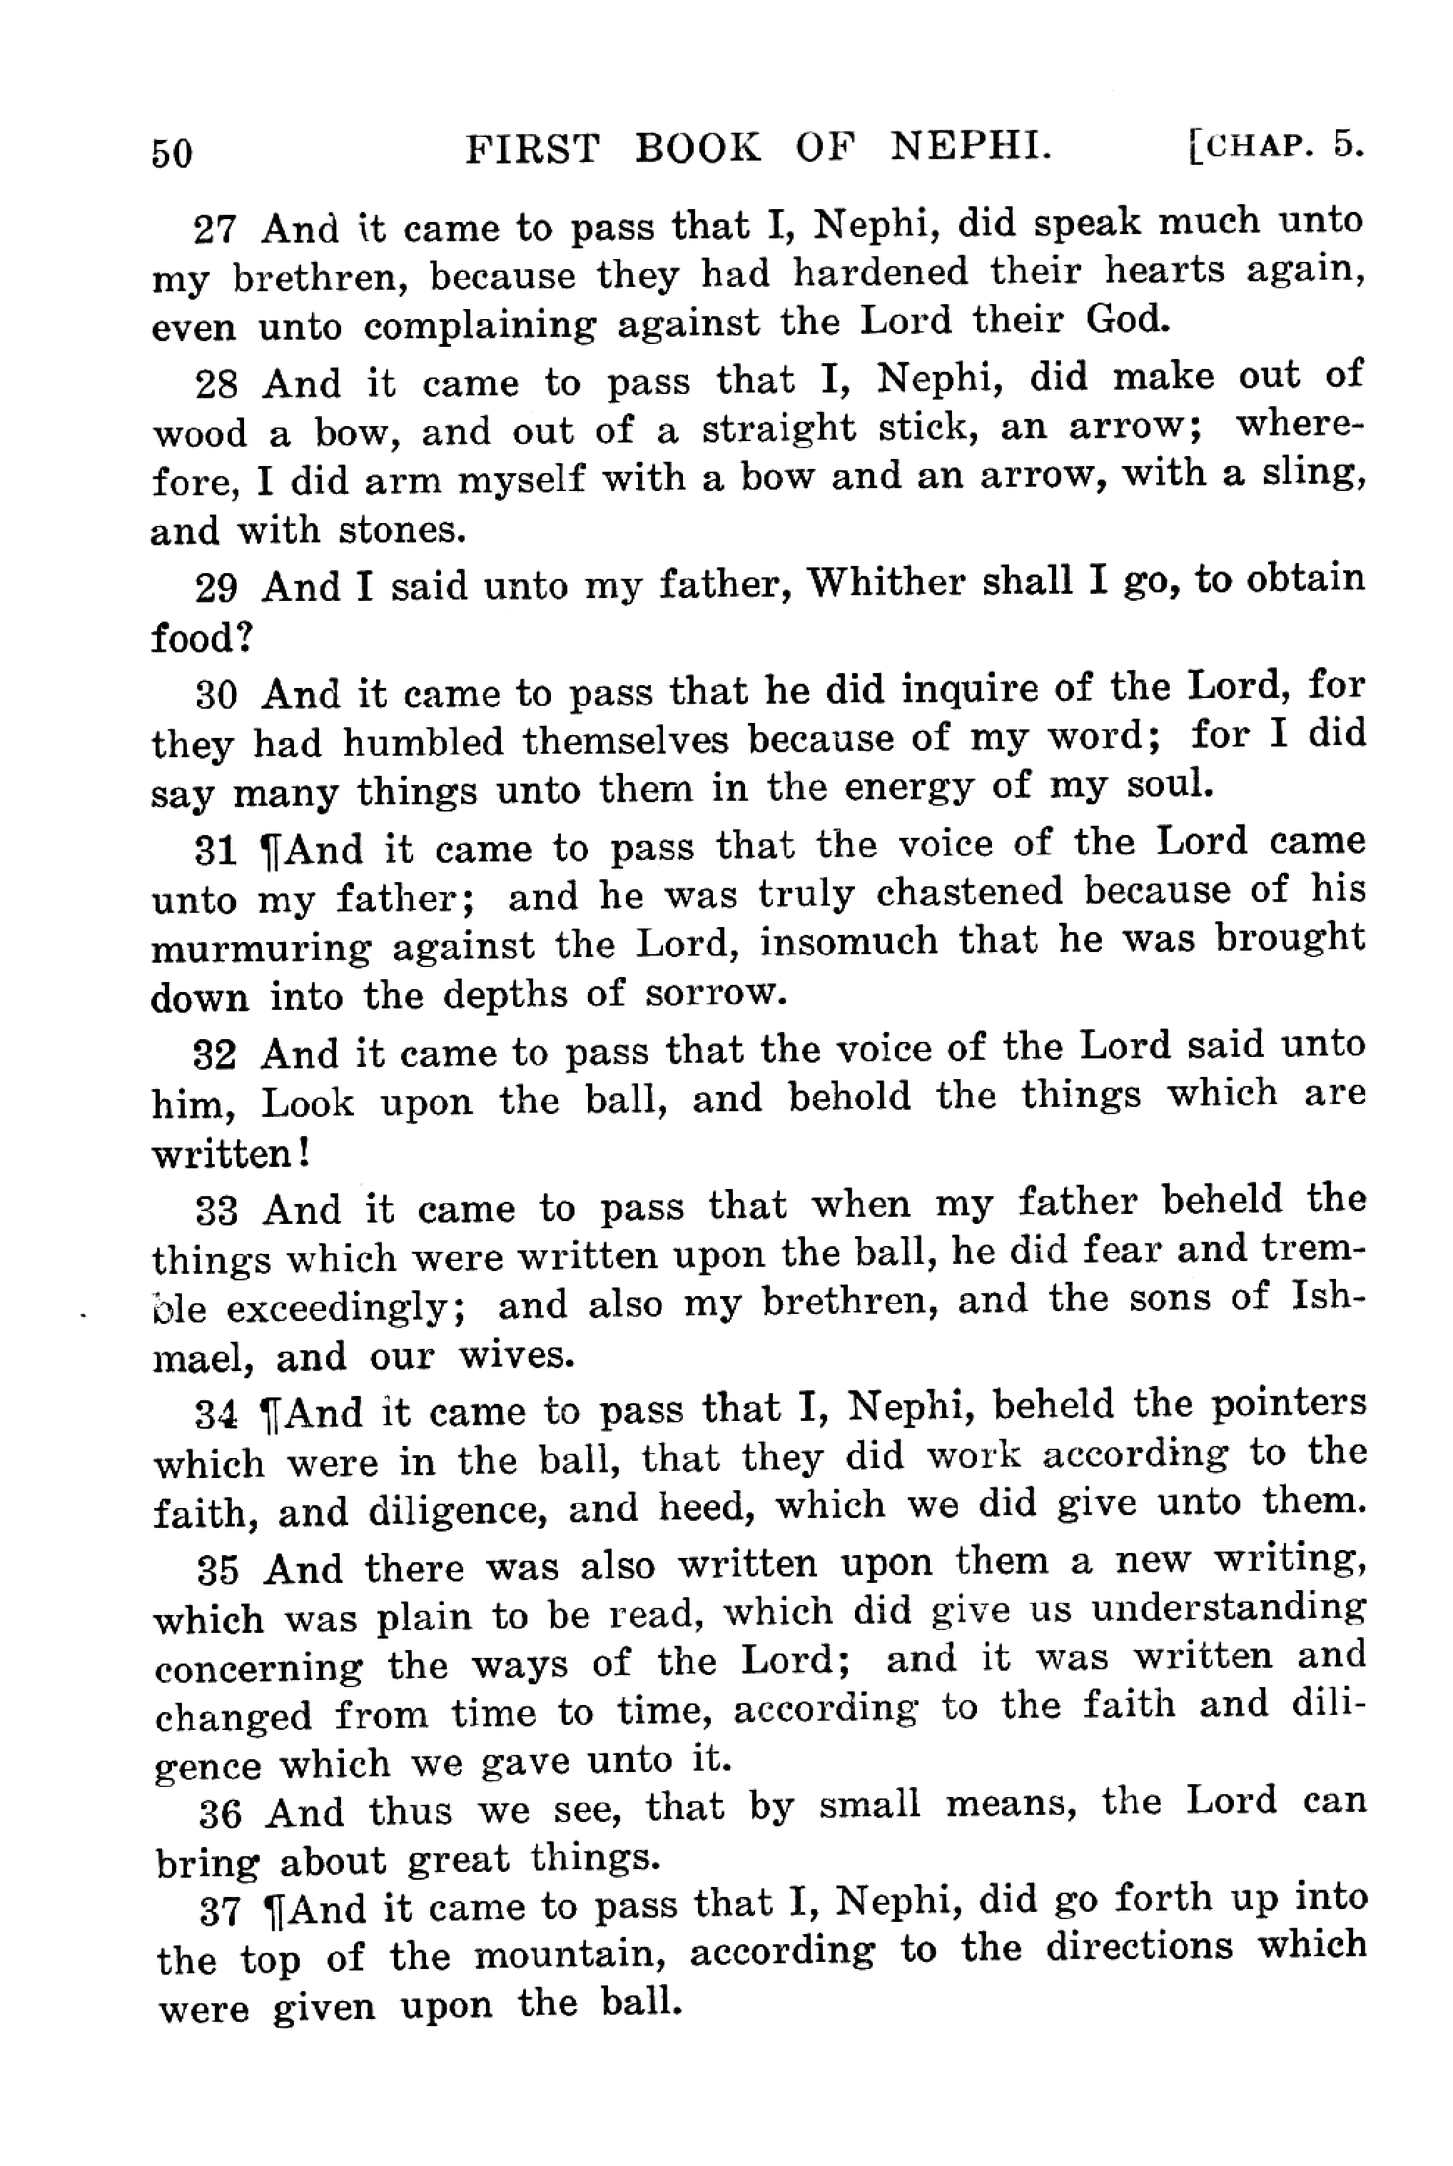 50 FIRST BOOK OF NEPHI. [CHAP. 5.
27 And it came to pass that I, Nephi, did speak much unto
my brethren, because they had hardened their hearts again,
even unto complaining against the Lord their God.
28 And it came to pass that I, Nephi, did make out of
wood a bow, and out of a straight stick, an arrow; where-
fore, I did arm myself with a bow and an arrow, with a sling,
and with stones.
29 And I said unto my father, Whither shall I go, to obtain
food?
30 And it came to pass that he did inquire of the Lord, for
they had humbled themselves because of my word; for I did
say many things unto them in the energy of my soul.
31 ¶And it came to pass that the voice of the Lord came
unto my father; and he was truly chastened because of his
murmuring against the Lord, insomuch that he was brought
down into the depths of sorrow.
32 And it came to pass that the voice of the Lord said unto
him, Look upon the ball, and behold the things which are
written!
33 And it came to pass that when my father beheld the
things which were written upon the ball, he did fear and trem-
ble exceedingly; and also my brethren, and the sons of Ish-
mael, and our wives.
34 ¶And it came to pass that I, Nephi, beheld the pointers
which were in the ball, that they did work according to the
faith, and diligence, and heed, which we did give unto them.
35 And there was also written upon them a new writing,
which was plain to be read, which did give us understanding
concerning the ways of the Lord; and it was written and
changed from time to time, according to the faith and dili-
gence which we gave unto it.
36 And thus we see, that by small means, the Lord can
bring about great things.
37 ¶And it came to pass that I, Nephi, did go forth up into
the top of the mountain, according to the directions which
were given upon the ball.